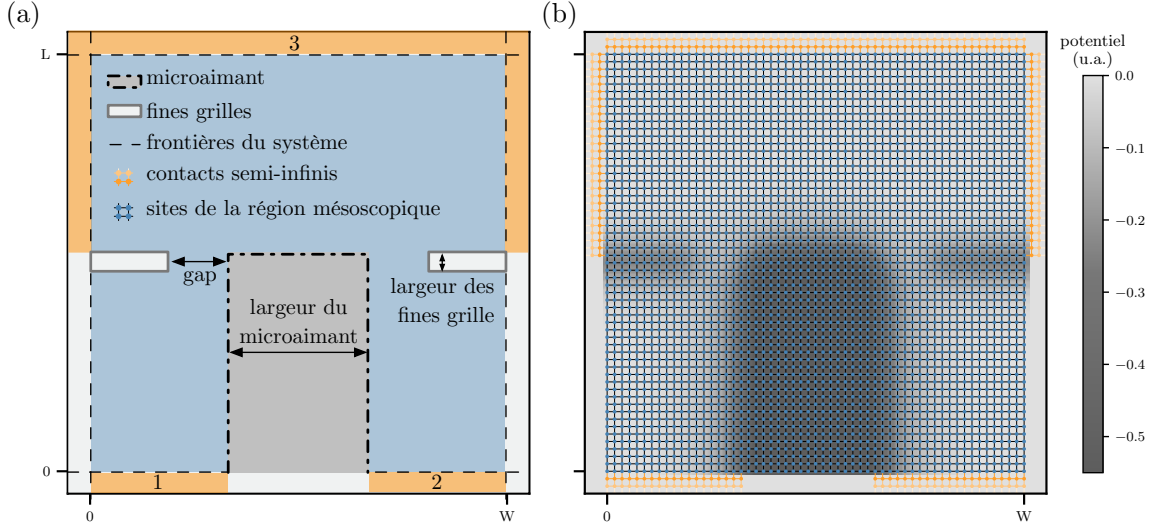 (a)
3
L
microaimant
fines grilles
frontières du système
contacts semi-infinis
sites de la région mésoscopique
gap
largeur du
microaimant
largeur des
fines grille
0
1
2
0
W
(b)
0
W
potentiel
(u.a.)
0.0
−0.1
−0.2
−0.3
−0.4
−0.5